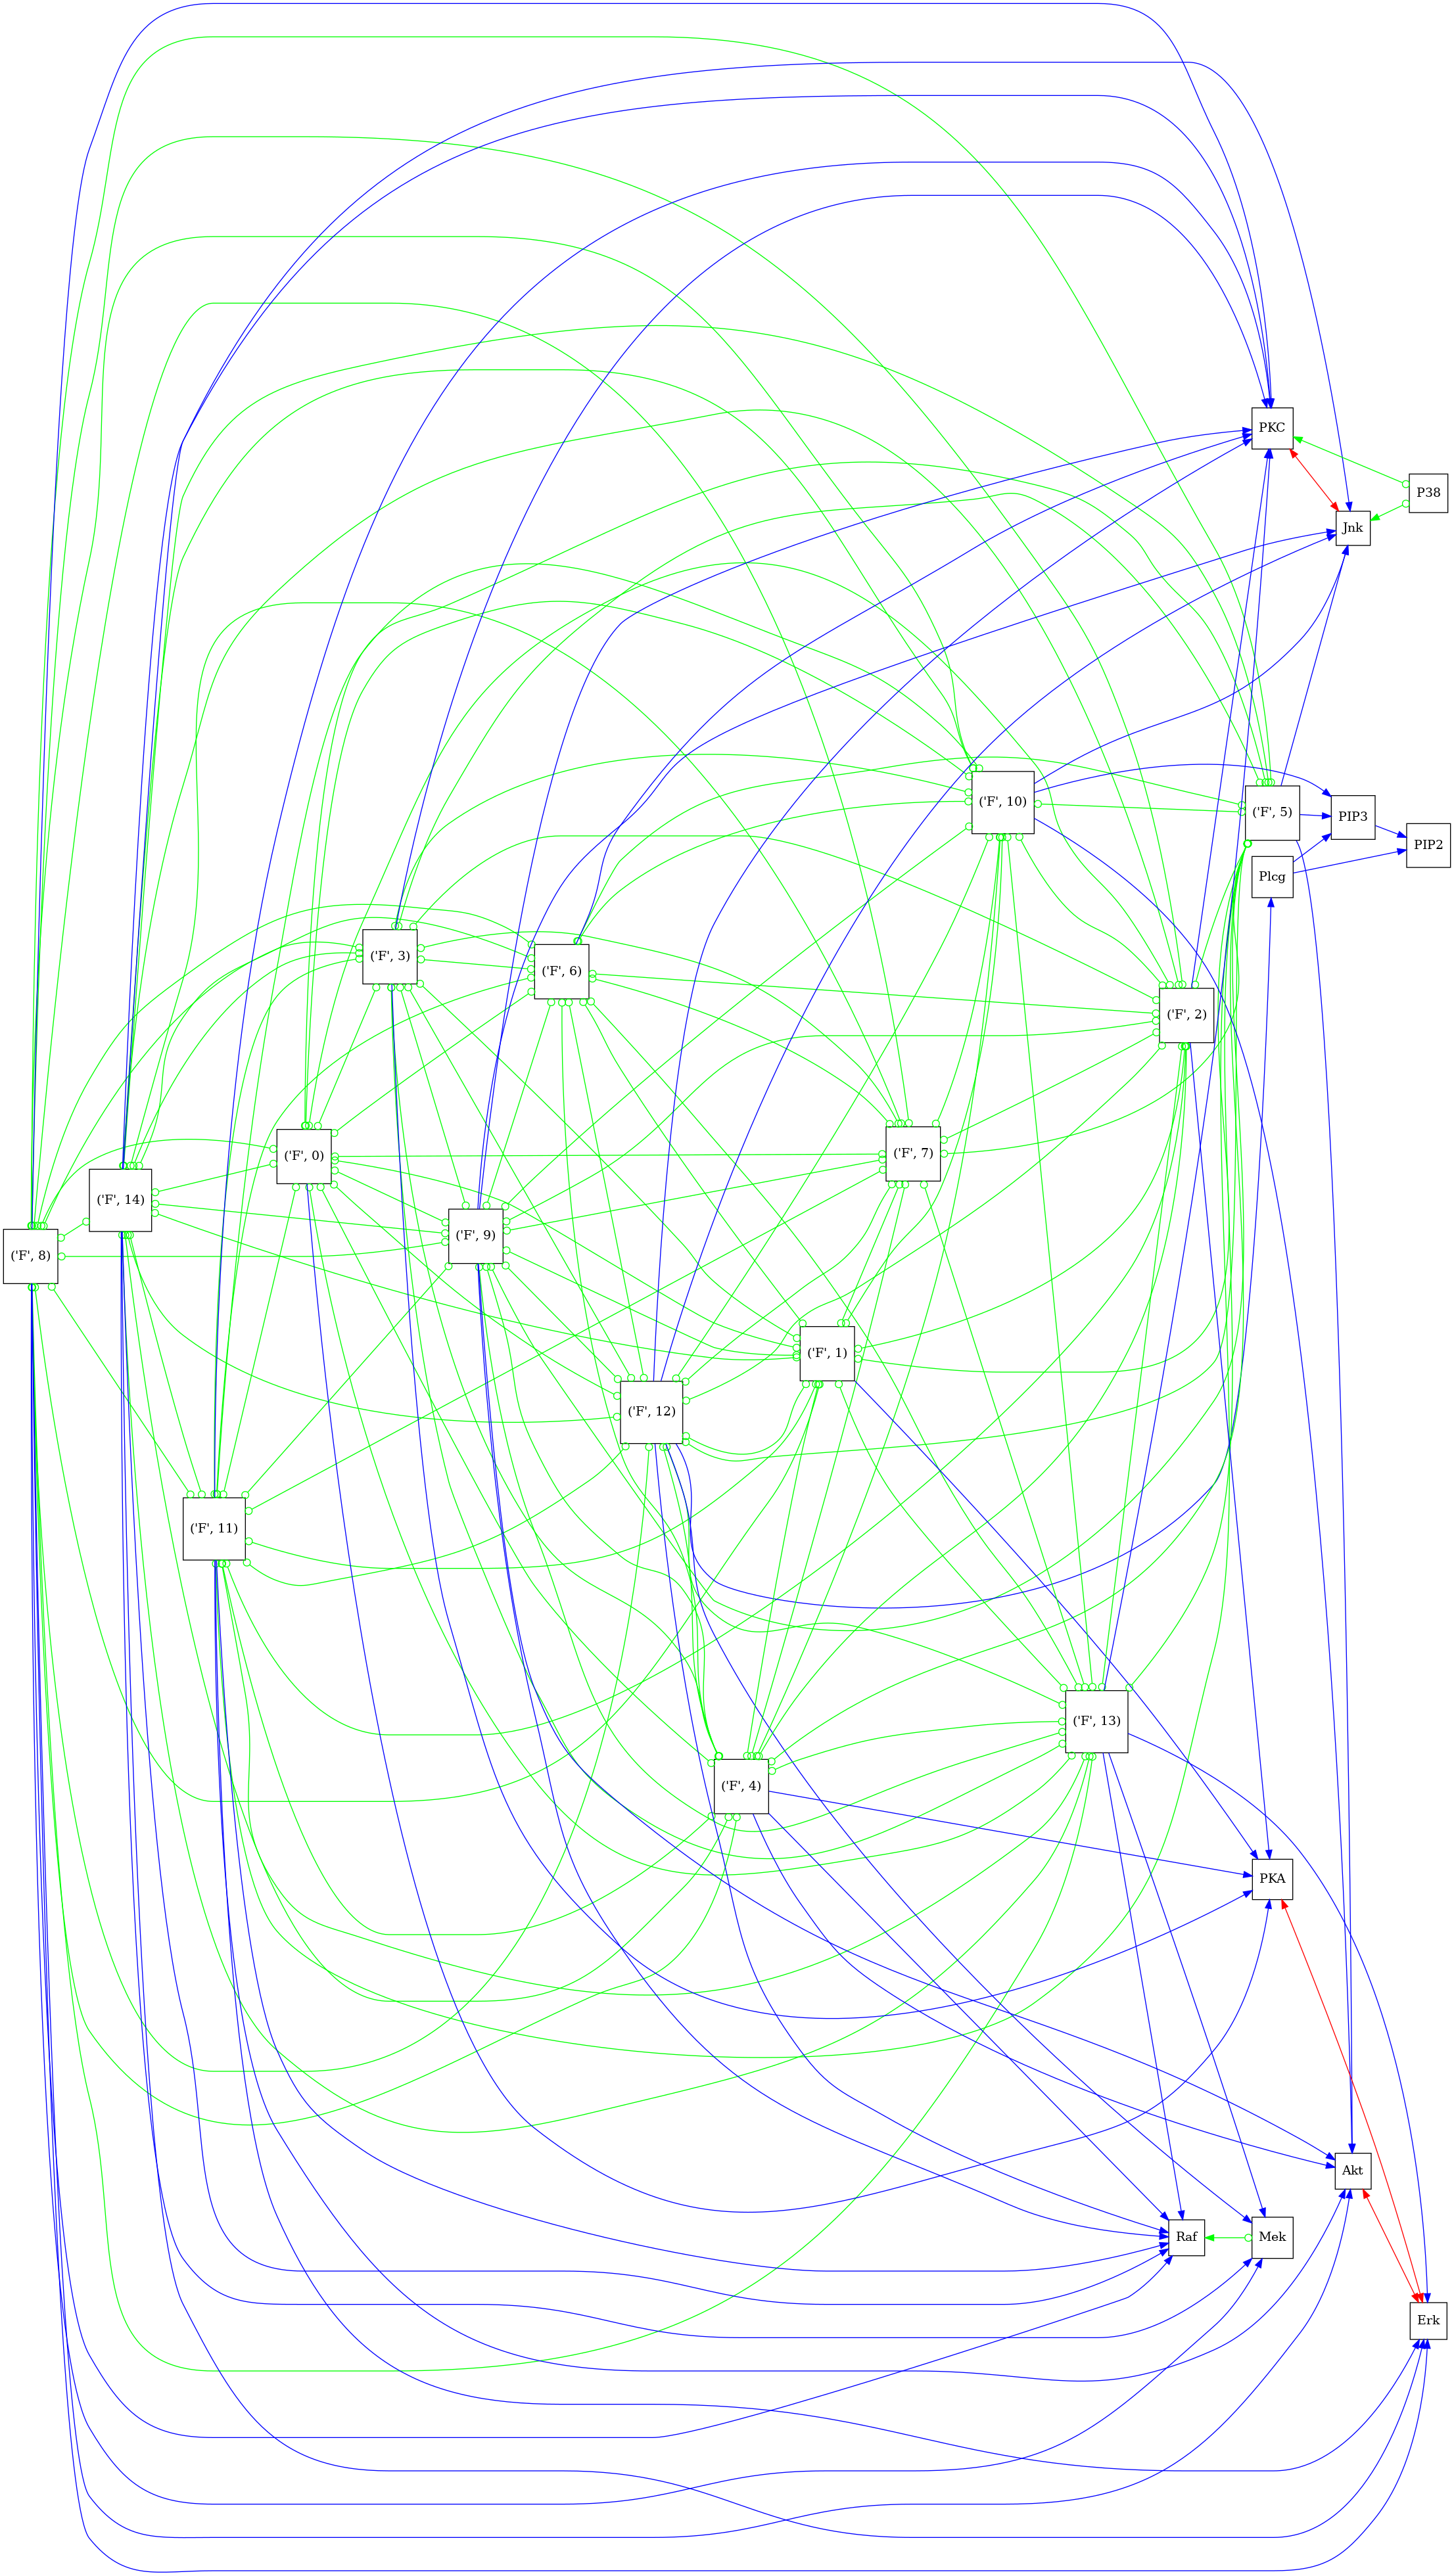 PKC
P38
Jnk
('F', 10)
('F', 5)
PIP3
PIP2
Plcg
('F', 3)
('F', 6)
('F', 2)
('F', 0)
('F', 7)
('F', 14)
('F', 9)
('F', 8)
('F', 1)
('F', 12)
('F', 11)
('F', 13)
('F', 4)
PKA
Akt
Raf
Mek
Erk